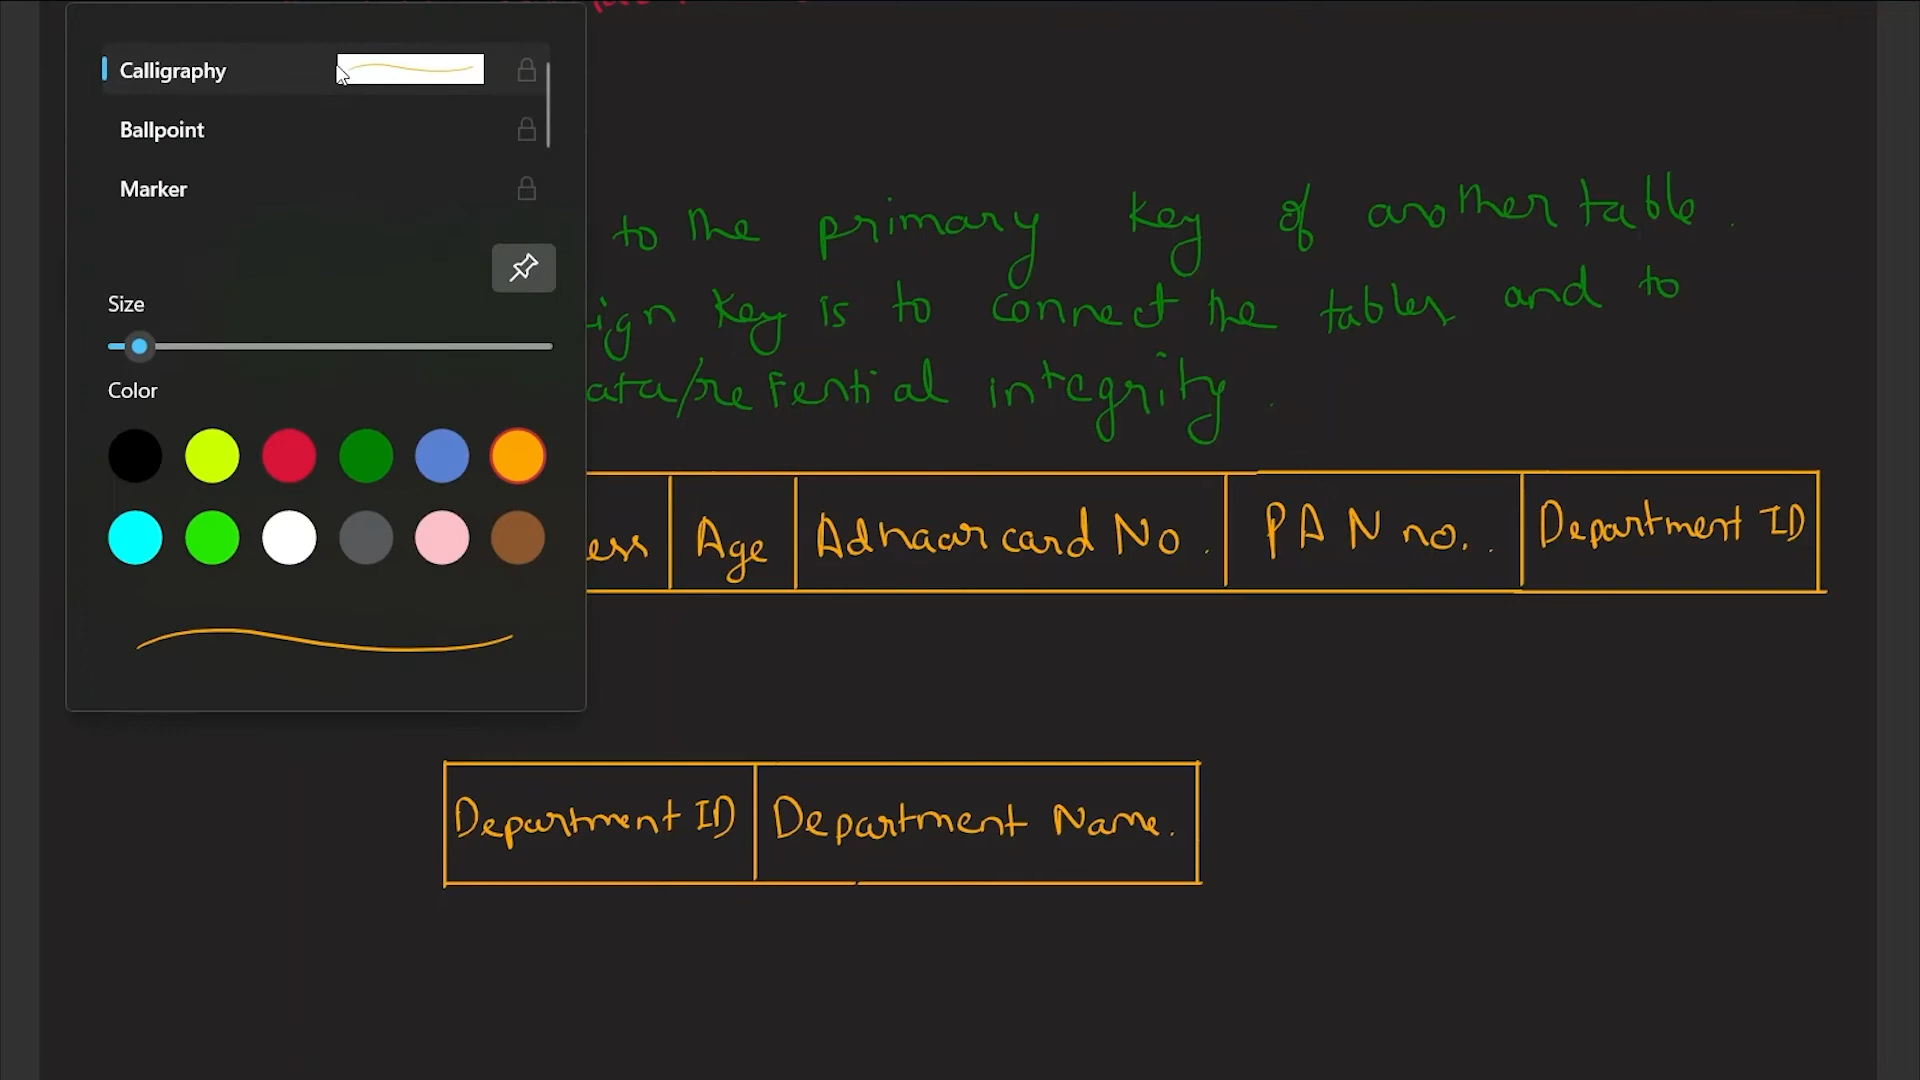 Calligraphy
Ballpoint
Marker
Size
Color
to the primary key of another table.
ign key is to connect the tables and to
ata/refential integrity.
ess Age Adhaar card No. PAN no.. Department ID
Department ID Department Name.